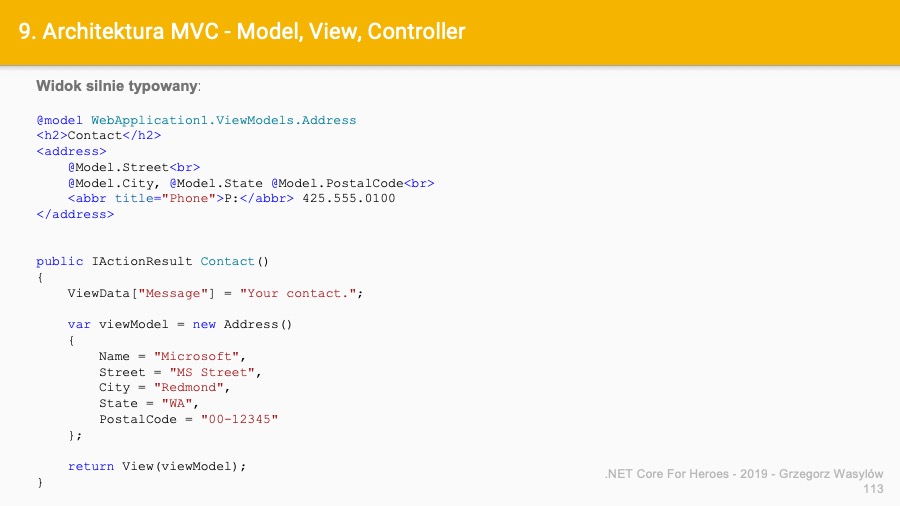 9. Architektura MVC - Model, View, Controller
Widok silnie typowany:
@model WebApplication1.ViewModels.Address
<h2>Contact</h2>
<address>
    @Model.Street<br>
    @Model.City, @Model.State @Model.PostalCode<br>
    <abbr title="Phone">P:</abbr> 425.555.0100
</address>
public IActionResult Contact()
{
    ViewData["Message"] = "Your contact.";
    var viewModel = new Address()
    {
        Name = "Microsoft",
        Street = "MS Street",
        City = "Redmond",
        State = "WA",
        PostalCode = "00-12345"
    };
    return View(viewModel);
}
.NET Core For Heroes - 2019 - Grzegorz Wasylów
113